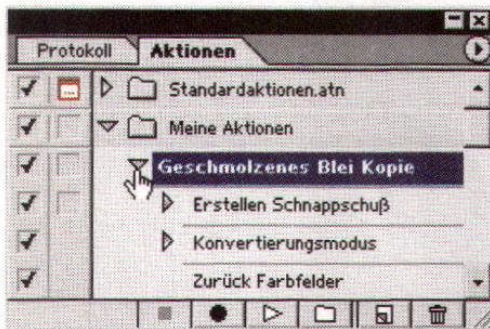 Protokoll Aktionen
Standardaktionen.atn
Meine Aktionen
Geschmolzenes Blei Kopie
Erstellen Schnappschuß
Konvertierungsmodus
Zurück Farbfelder